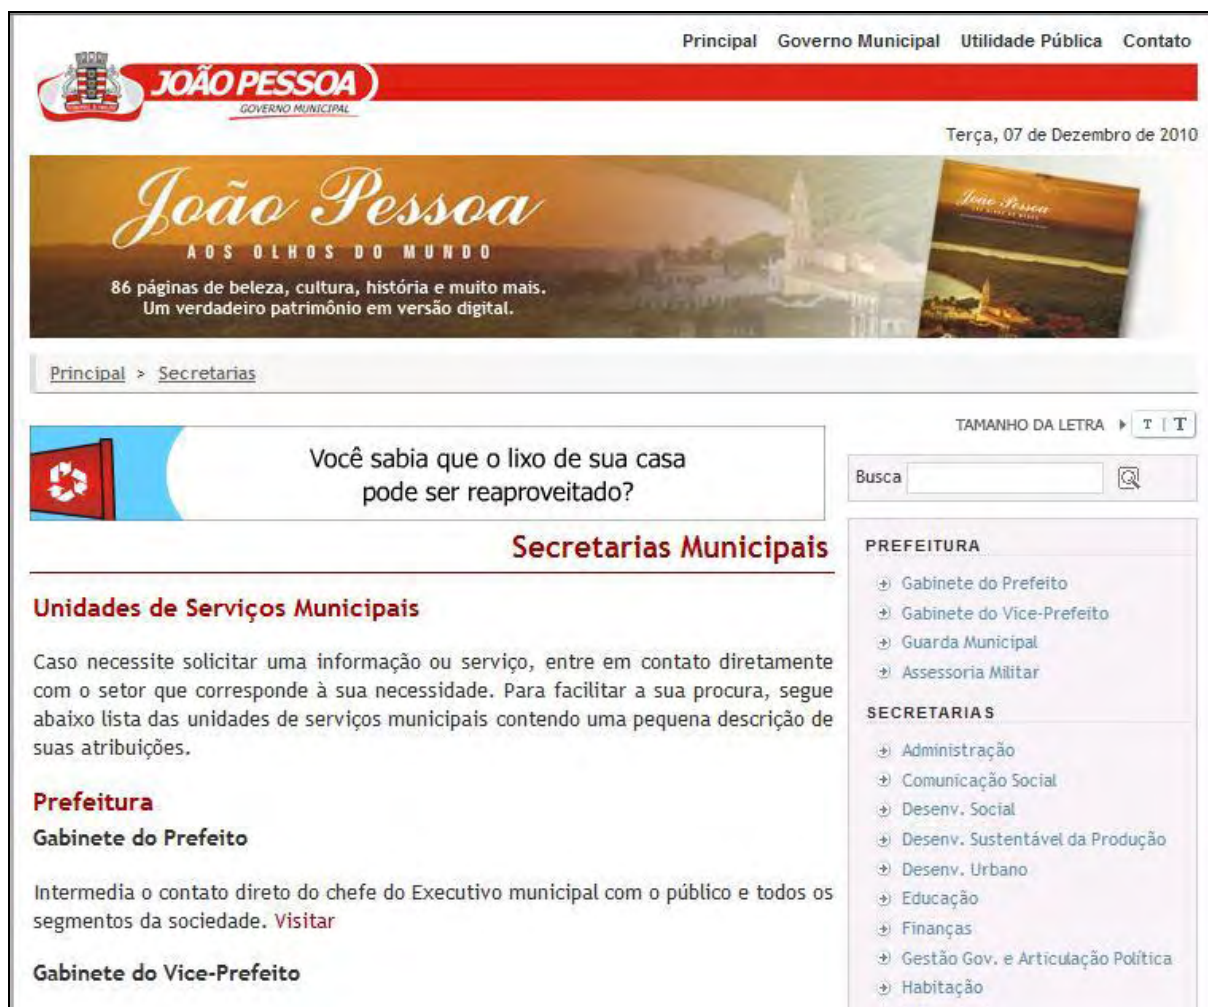 Principal Governo Municipal Utilidade Pública Contato
JOÃO PESSOA
GOVERNO MUNICIPAL
Terça, 07 de Dezembro de 2010
João Pessoa
AOS OLHOS DO MUNDO
86 páginas de beleza, cultura, história e muito mais.
Um verdadeiro patrimônio em versão digital.
João Pessoa
Principal > Secretarias
TAMANHO DA LETRA T | T
Você sabia que o lixo de sua casa
pode ser reaproveitado?
Busca
Secretarias Municipais
Unidades de Serviços Municipais
Caso necessite solicitar uma informação ou serviço, entre em contato diretamente
com o setor que corresponde à sua necessidade. Para facilitar a sua procura, segue
abaixo lista das unidades de serviços municipais contendo uma pequena descrição de
suas atribuições.
Prefeitura
Gabinete do Prefeito
Intermedia o contato direto do chefe do Executivo municipal com o público e todos os
segmentos da sociedade. Visitar
Gabinete do Vice-Prefeito
PREFEITURA
Gabinete do Prefeito
Gabinete do Vice-Prefeito
Guarda Municipal
Assessoria Militar
SECRETARIAS
Administração
Comunicação Social
Desenv. Social
Desenv. Sustentável da Produção
Desenv. Urbano
Educação
Finanças
Gestão Gov. e Articulação Política
Habitação